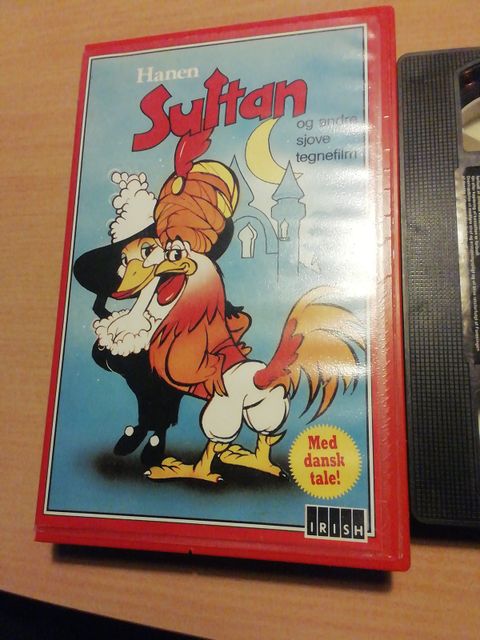 Hanen
Sultan
og andre
sjove
tegnefilm
Med
dansk
tale!
IRISH